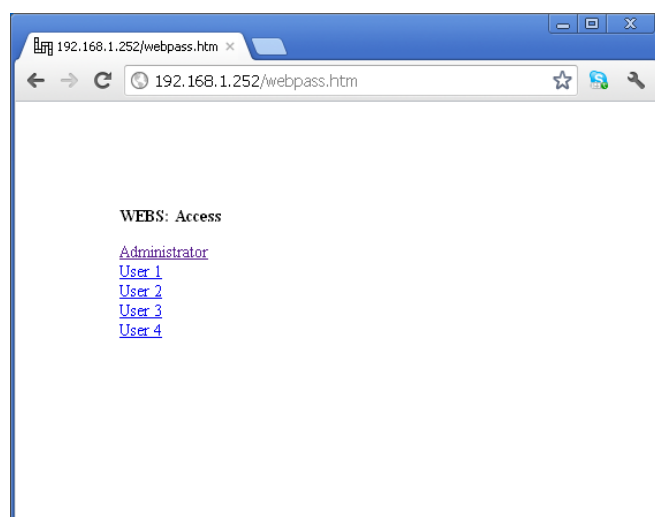 192.168.1.252/webpass.htm
192.168.1.252/webpass.htm
WEBS: Access
Administrator
User 1
User 2
User 3
User 4